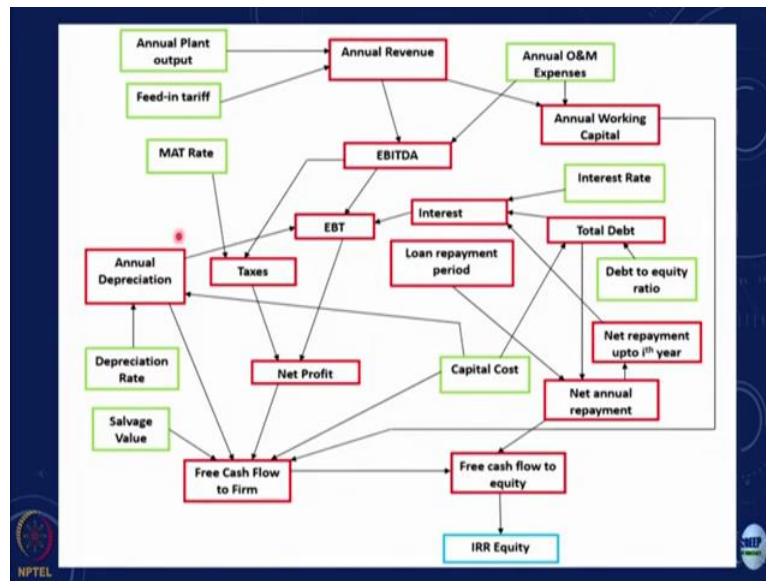 Annual Plant
output
Annual Revenue
Annual O&M
Expenses
Feed-in tariff
Annual Working
Capital
MAT Rate
EBITDA
Interest Rate
EBT
Interest
Total Debt
Annual
Depreciation
Taxes
Loan repayment
period
Debt to equity
ratio
Net repayment
upto iᵗʰ year
Depreciation
Rate
Net Profit
Capital Cost
Net annual
repayment
Salvage
Value
Free Cash Flow
to Firm
Free cash flow to
equity
IRR Equity
NPTEL